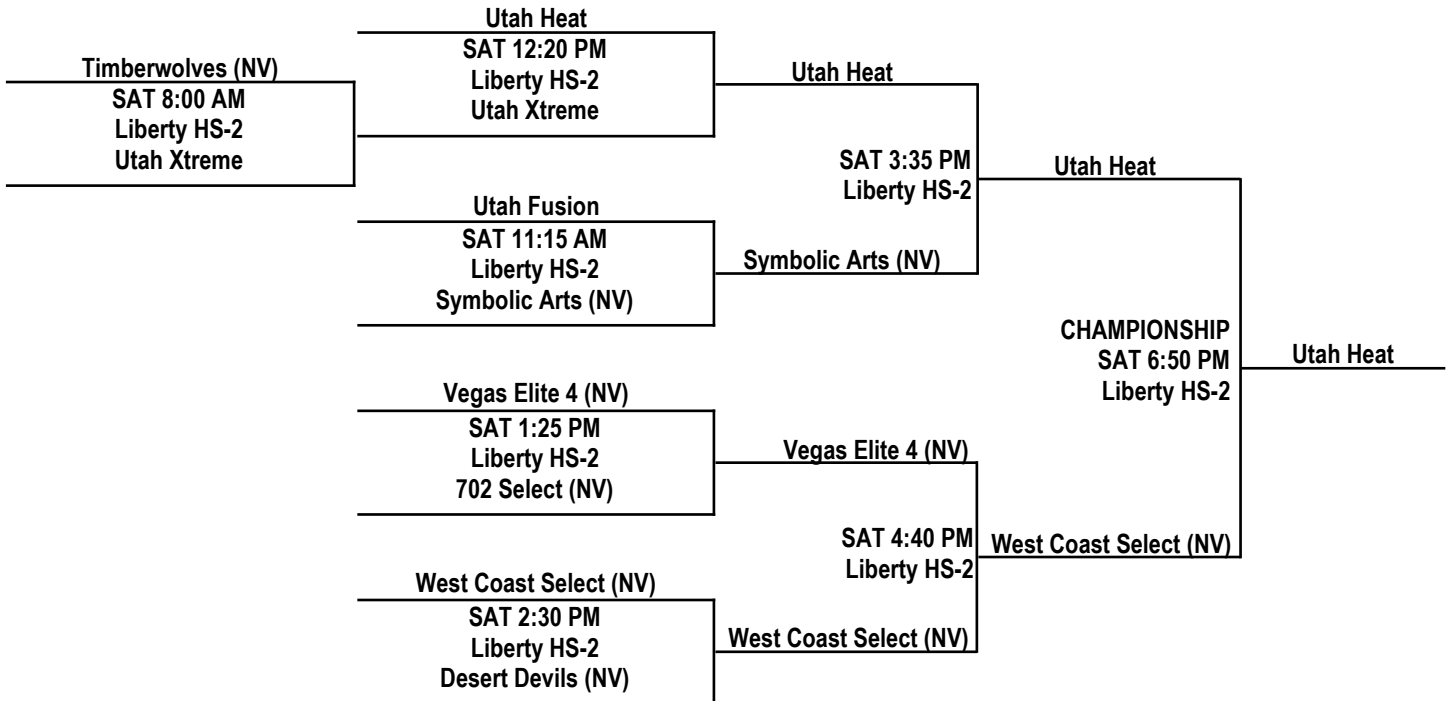 Timberwolves (NV)
SAT 8:00 AM
Liberty HS-2
Utah Xtreme
Utah Heat
SAT 12:20 PM
Liberty HS-2
Utah Xtreme
Utah Fusion
SAT 11:15 AM
Liberty HS-2
Symbolic Arts (NV)
Vegas Elite 4 (NV)
SAT 1:25 PM
Liberty HS-2
702 Select (NV)
West Coast Select (NV)
SAT 2:30 PM
Liberty HS-2
Desert Devils (NV)
Utah Heat
SAT 3:35 PM
Liberty HS-2
Symbolic Arts (NV)
Vegas Elite 4 (NV)
SAT 4:40 PM
Liberty HS-2
West Coast Select (NV)
Utah Heat
CHAMPIONSHIP
SAT 6:50 PM
Liberty HS-2
West Coast Select (NV)
Utah Heat